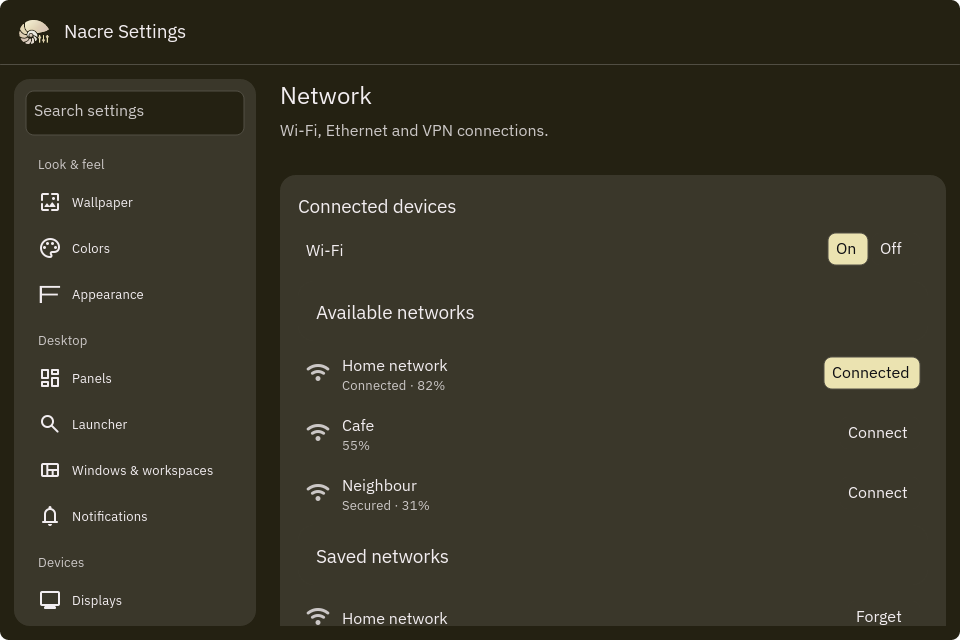 Nacre Settings
Search settings
Look & feel
Wallpaper
Colors
Appearance
Desktop
Panels
Launcher
Windows & workspaces
Notifications
Devices
Displays
Network
Wi-Fi, Ethernet and VPN connections.
Connected devices
Wi-Fi
On
Off
Available networks
Home network
Connected · 82%
Connected
Cafe
55%
Connect
Neighbour
Secured · 31%
Connect
Saved networks
Home network
Forget